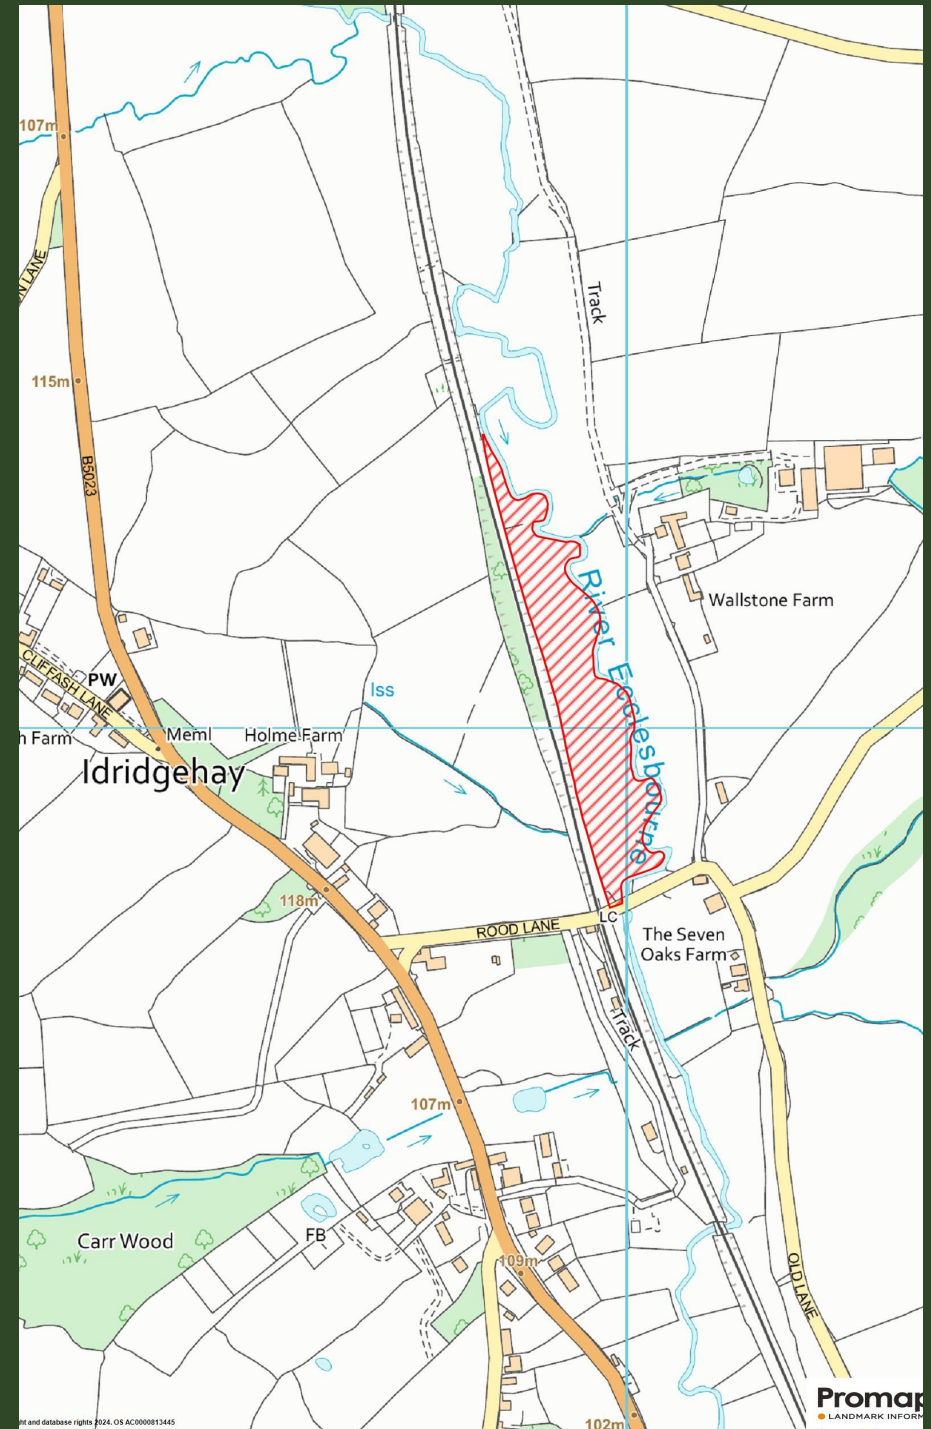 107m
N LANE
Track
115m
B5023
River Ecclesbourne
Wallstone Farm
CLIFFASH LANE
PW
Iss
h Farm
Meml
Holme Farm
Idridgehay
118m
ROOD LANE
LC
The Seven
Oaks Farm
Track
107m
Carr Wood
FB
109m
OLD LANE
Promap
LANDMARK INFORM
ht and database rights 2024. OS AC0000813445
102m